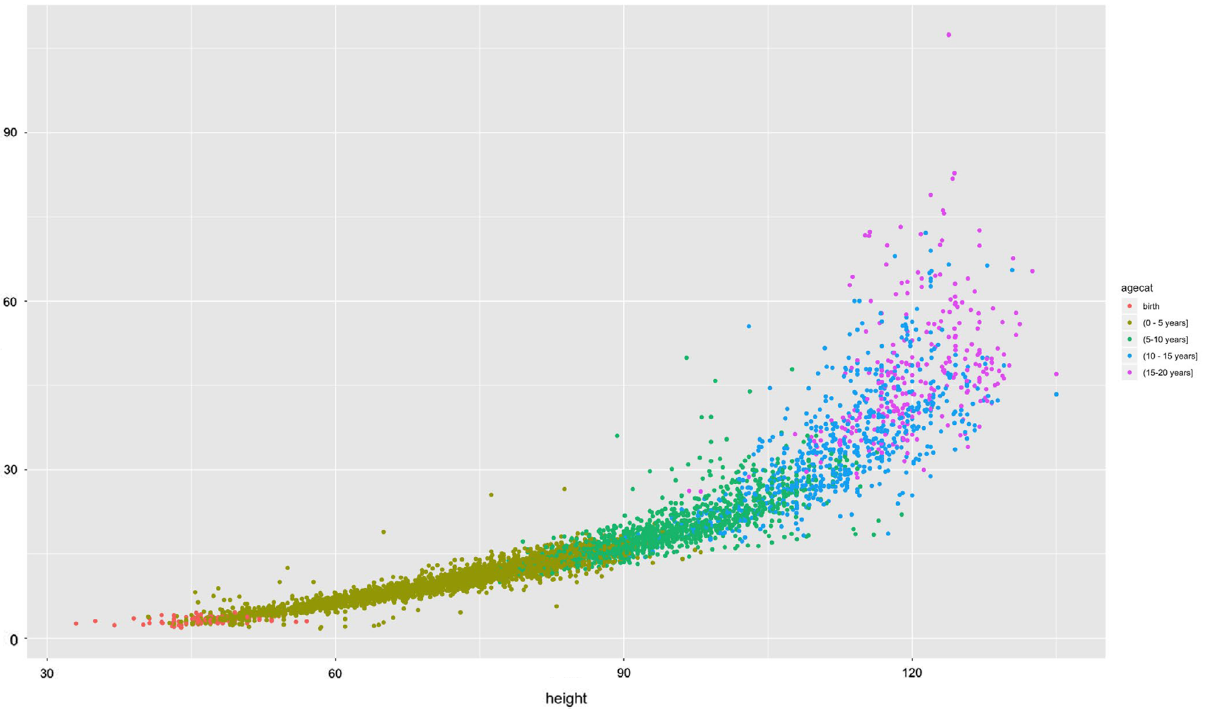 90
60
30
0
30 60 90 120
height
agecat
birth
(0 - 5 years]
(5-10 years]
(10 - 15 years]
(15-20 years]